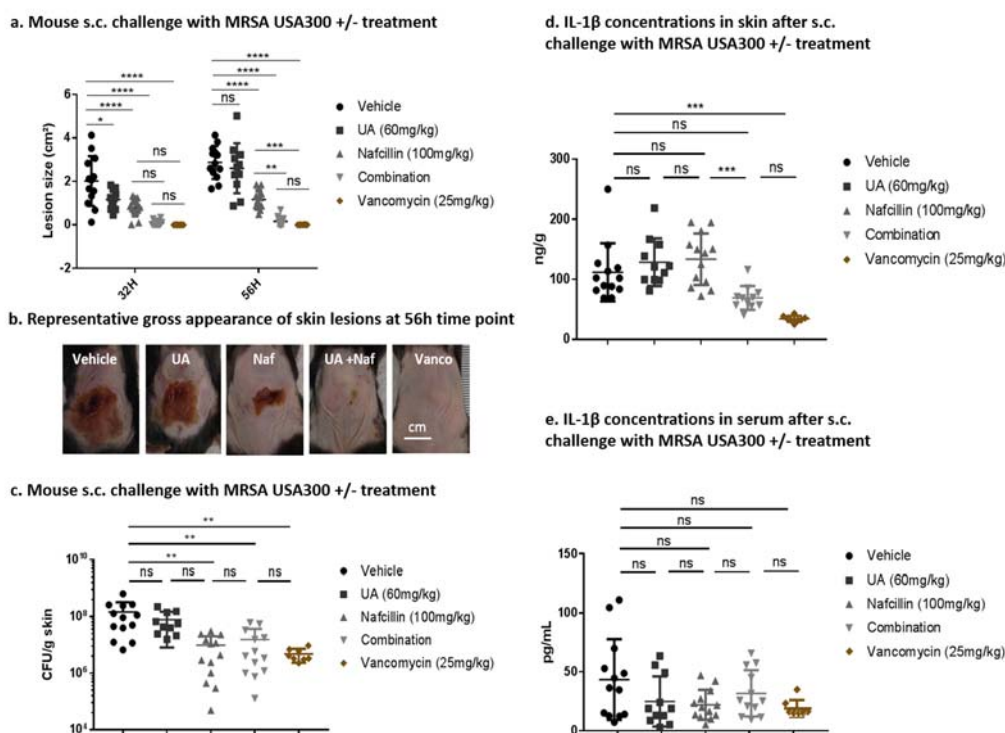 a. Mouse s.c. challenge with MRSA USA300 +/- treatment
****
****
****
*
ns
ns
ns
****
****
****
ns
***
**
ns
Lesion size (cm²)
6
4
2
0
-2
32H
56H
Vehicle
UA (60mg/kg)
Nafcillin (100mg/kg)
Combination
Vancomycin (25mg/kg)
b. Representative gross appearance of skin lesions at 56h time point
Vehicle
UA
Naf
UA +Naf
Vanco
cm
c. Mouse s.c. challenge with MRSA USA300 +/- treatment
**
**
**
ns
ns
ns
ns
CFU/g skin
10¹⁰
10⁸
10⁶
10⁴
Vehicle
UA (60mg/kg)
Nafcillin (100mg/kg)
Combination
Vancomycin (25mg/kg)
d. IL-1β concentrations in skin after s.c.
challenge with MRSA USA300 +/- treatment
***
ns
ns
ns
ns
***
ns
ng/g
300
200
100
0
Vehicle
UA (60mg/kg)
Nafcillin (100mg/kg)
Combination
Vancomycin (25mg/kg)
e. IL-1β concentrations in serum after s.c.
challenge with MRSA USA300 +/- treatment
ns
ns
ns
ns
ns
ns
ns
pg/mL
150
100
50
0
Vehicle
UA (60mg/kg)
Nafcillin (100mg/kg)
Combination
Vancomycin (25mg/kg)